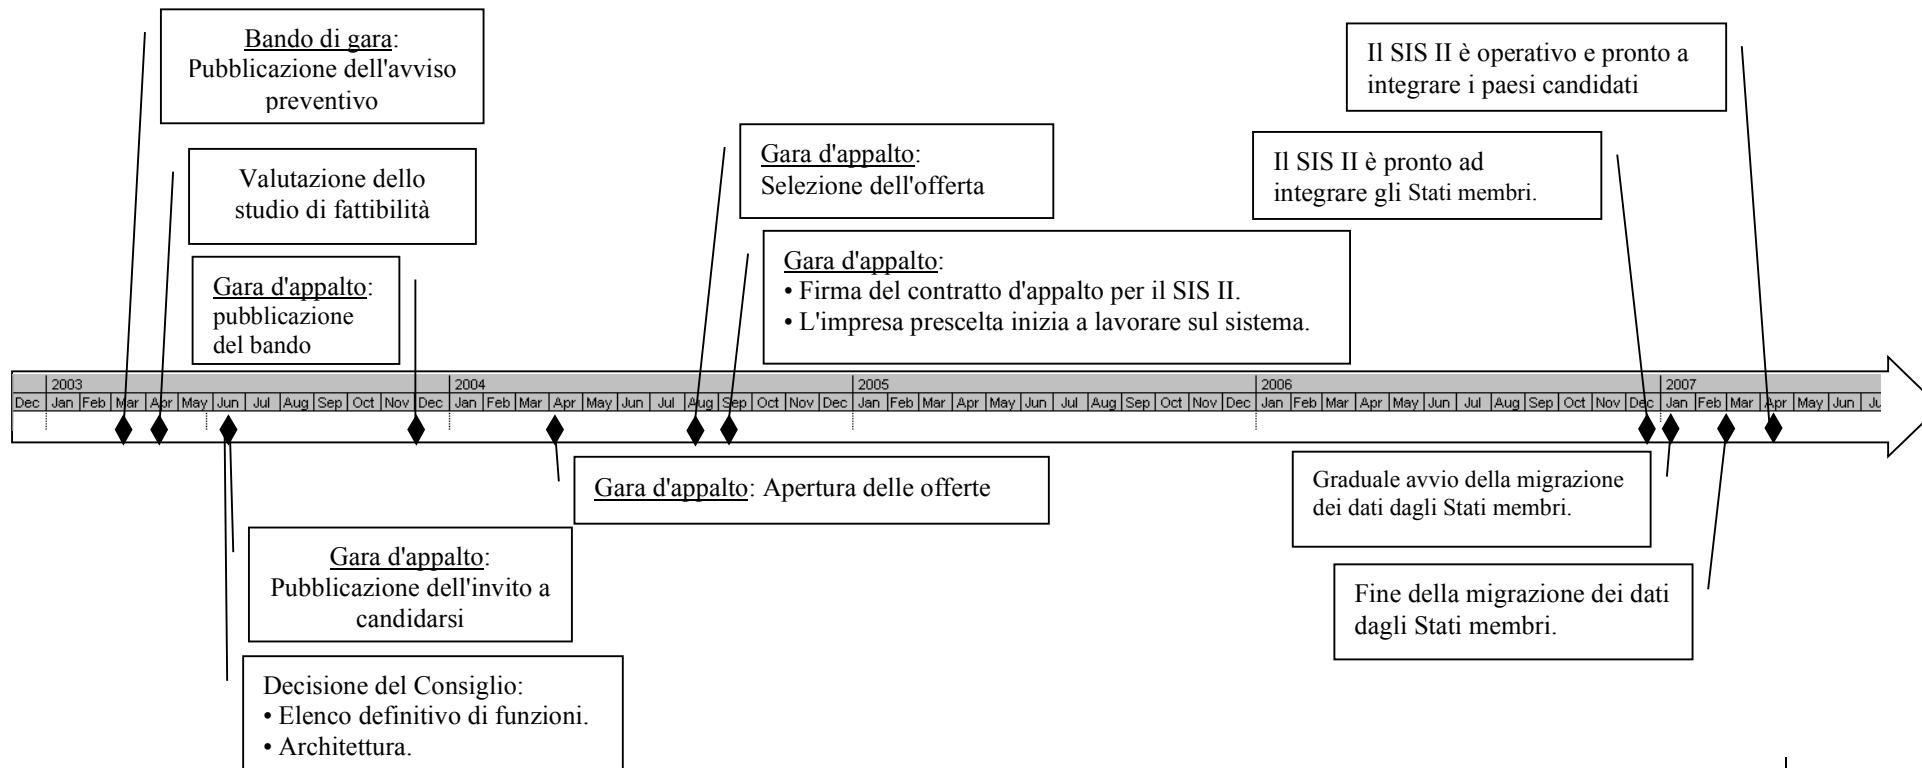 Bando di gara:
Pubblicazione dell'avviso
preventivo
Valutazione dello
studio di fattibilità
Gara d'appalto:
pubblicazione
del bando
Gara d'appalto:
Selezione dell'offerta
Gara d'appalto:
• Firma del contratto d'appalto per il SIS II.
• L'impresa prescelta inizia a lavorare sul sistema.
Il SIS II è operativo e pronto a
integrare i paesi candidati
Il SIS II è pronto ad
integrare gli Stati membri.
2003 2004 2005 2006 2007
Dec Jan Feb Mar Apr May Jun Jul Aug Sep Oct Nov Dec Jan Feb Mar Apr May Jun Jul Aug Sep Oct Nov Dec Jan Feb Mar Apr May Jun Jul Aug Sep Oct Nov Dec Jan Feb Mar Apr May Jun Jul Aug Sep Oct Nov Dec Jan Feb Mar Apr May Jun Ju
Gara d'appalto: Apertura delle offerte
Gara d'appalto:
Pubblicazione dell'invito a
candidarsi
Decisione del Consiglio:
• Elenco definitivo di funzioni.
• Architettura.
Graduale avvio della migrazione
dei dati dagli Stati membri.
Fine della migrazione dei dati
dagli Stati membri.